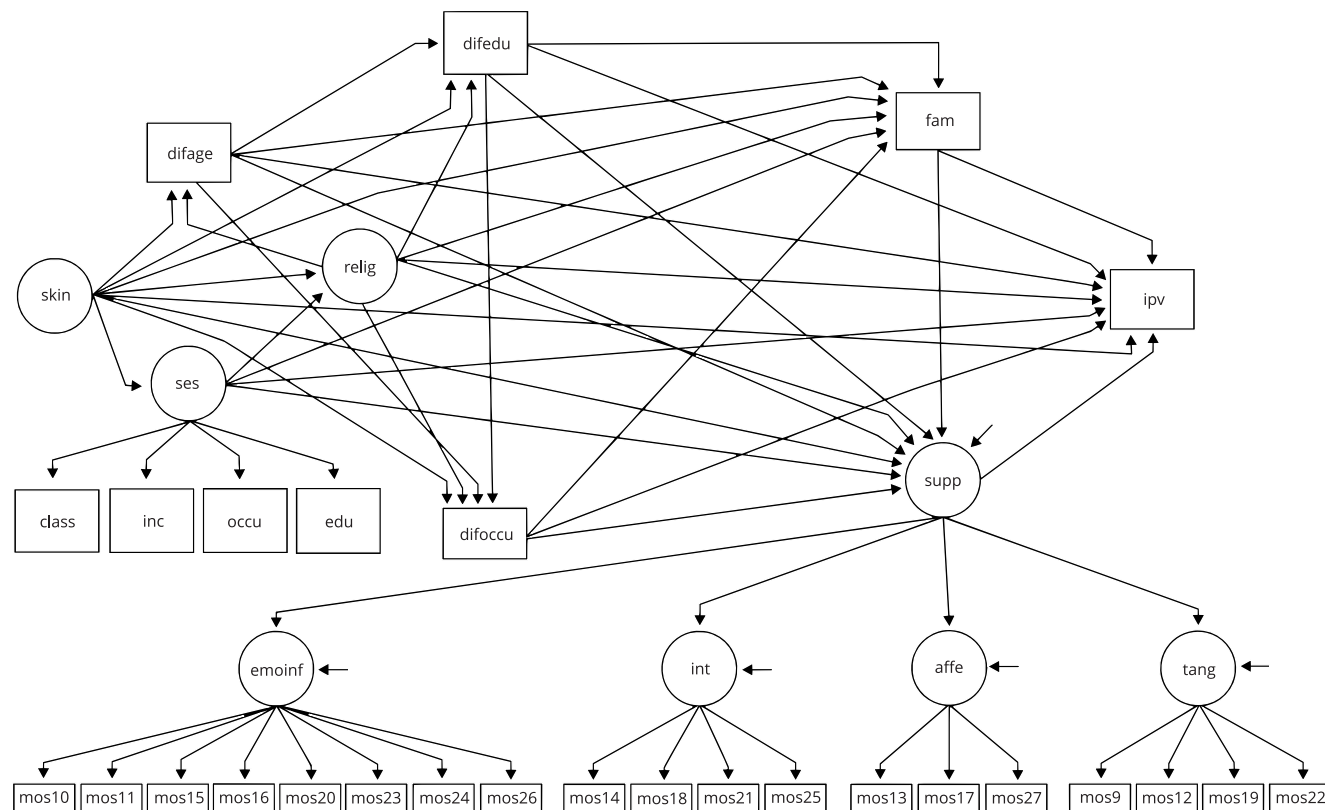 difedu
fam
difage
relig
skin
ipv
ses
supp
class inc occu edu
difoccu
emoinf int affe tang
mos10 mos11 mos15 mos16 mos20 mos23 mos24 mos26 mos14 mos18 mos21 mos25 mos13 mos17 mos27 mos9 mos12 mos19 mos22